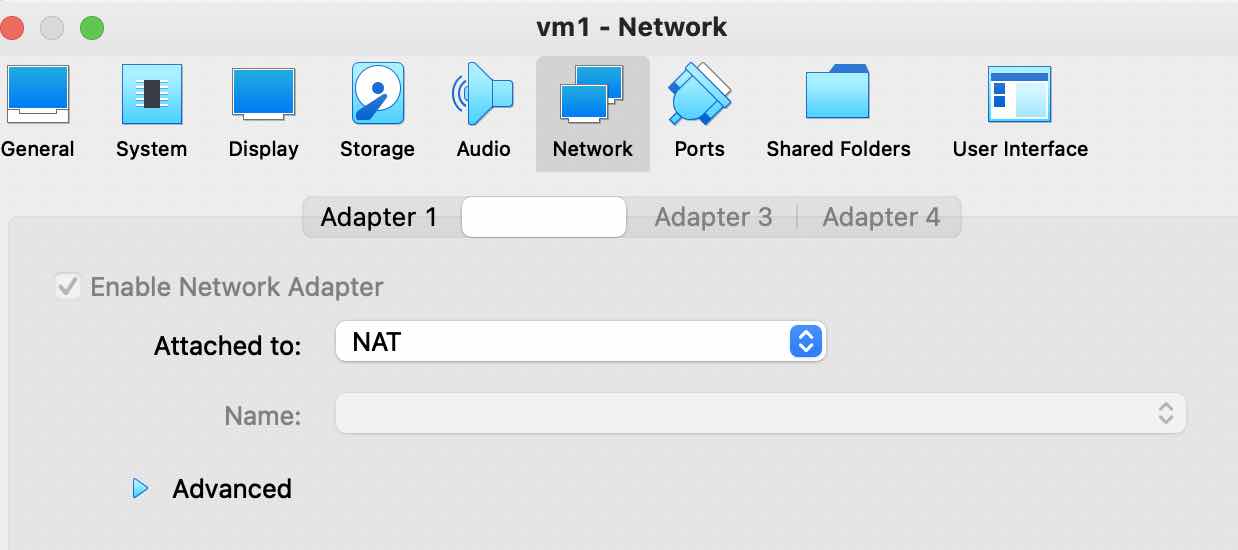 vm1 - Network
General System Display Storage Audio Network Ports Shared Folders User Interface
Adapter 1 Adapter 3 Adapter 4
Enable Network Adapter
Attached to: NAT
Name:
Advanced